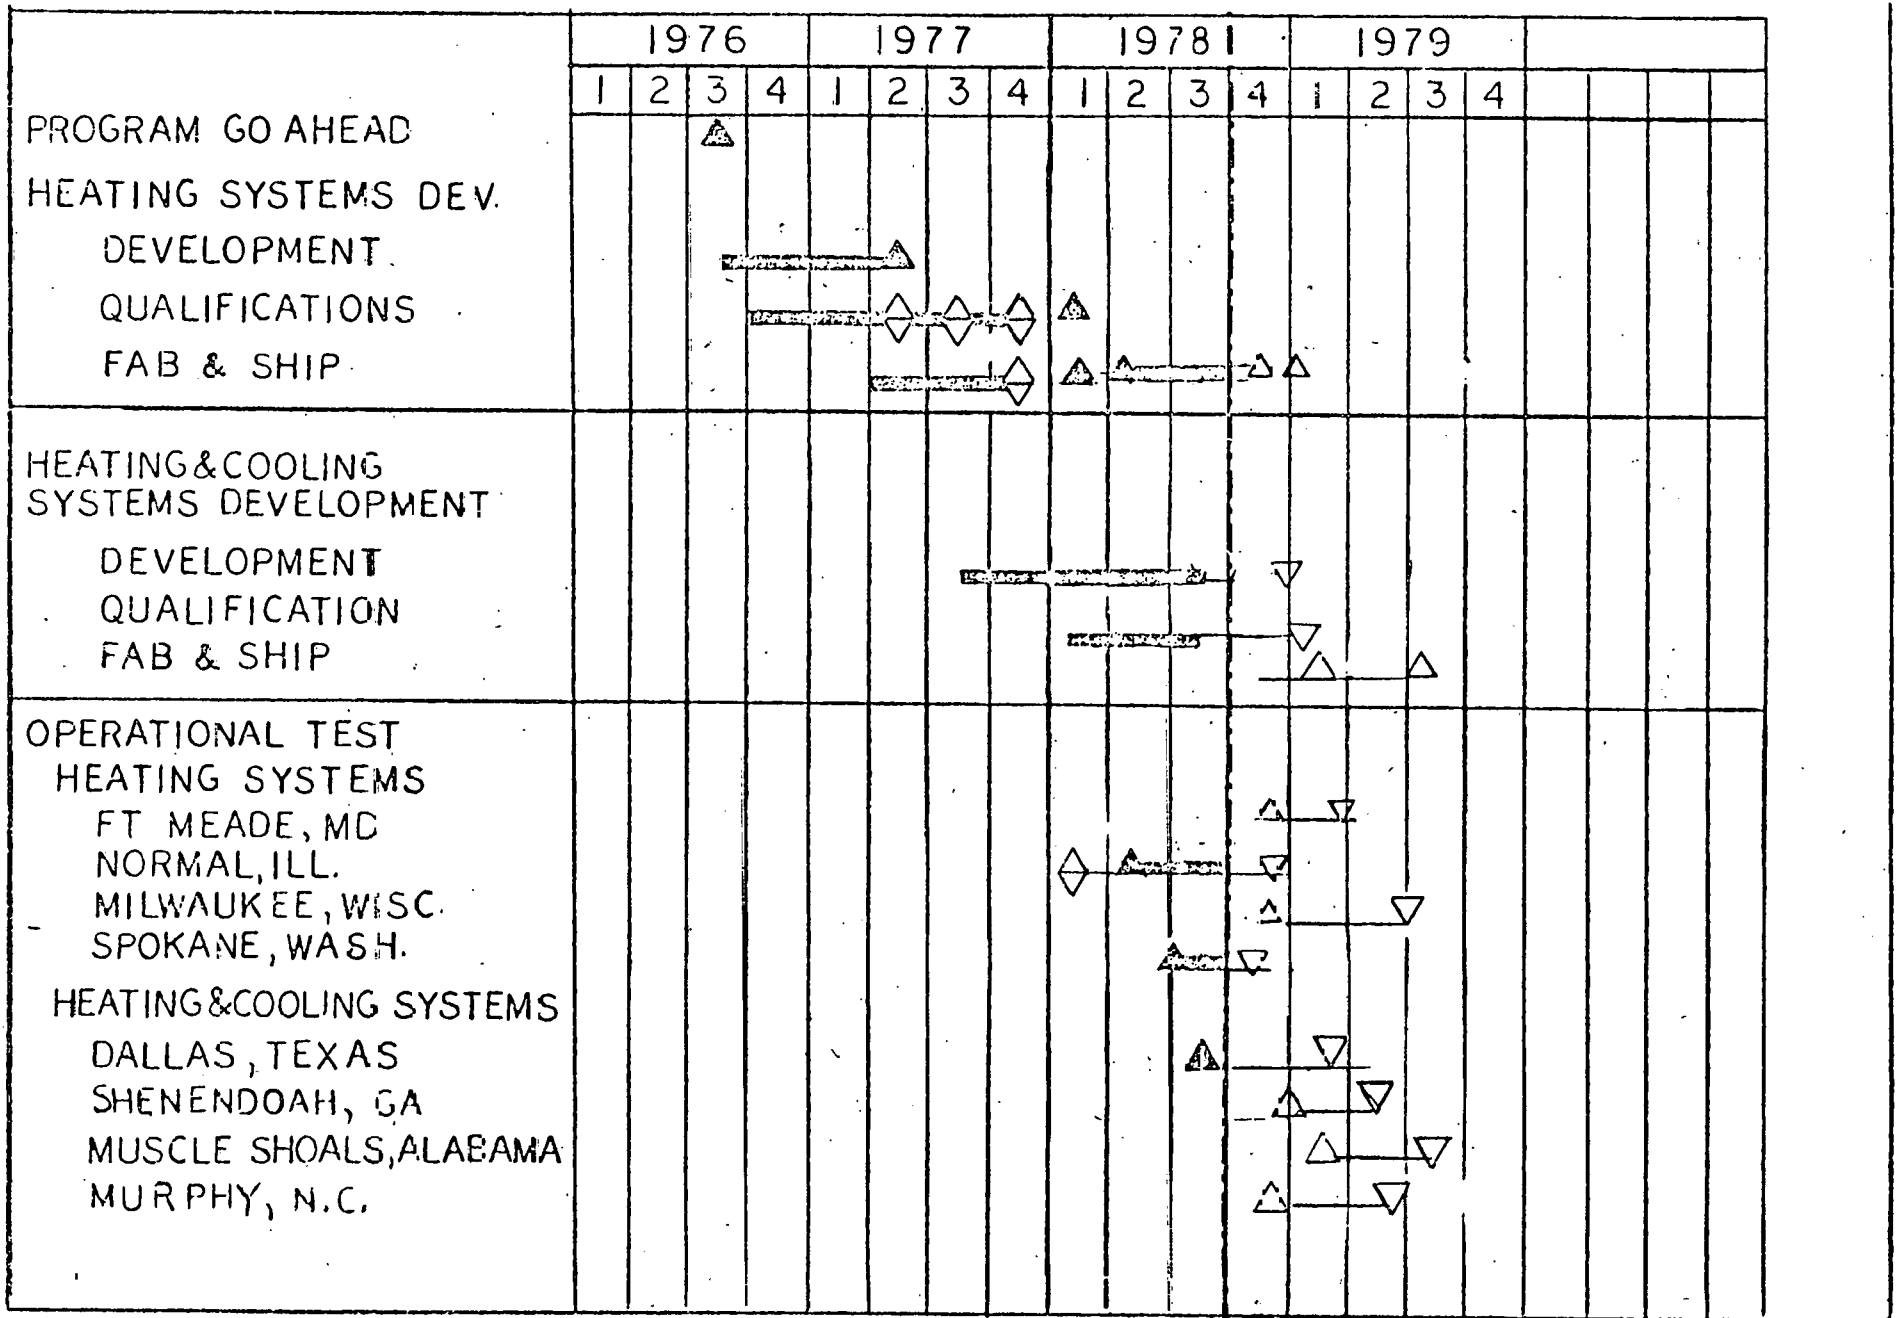 1976 1977 1978 1979
1 2 3 4 1 2 3 4 1 2 3 4 1 2 3 4
PROGRAM GO AHEAD
HEATING SYSTEMS DEV.
DEVELOPMENT
QUALIFICATIONS
FAB & SHIP
HEATING&COOLING
SYSTEMS DEVELOPMENT
DEVELOPMENT
QUALIFICATION
FAB & SHIP
OPERATIONAL TEST
HEATING SYSTEMS
FT MEADE, MD
NORMAL, ILL.
MILWAUKEE, WISC.
SPOKANE, WASH.
HEATING&COOLING SYSTEMS
DALLAS, TEXAS
SHENENDOAH, GA
MUSCLE SHOALS, ALABAMA
MURPHY, N.C.